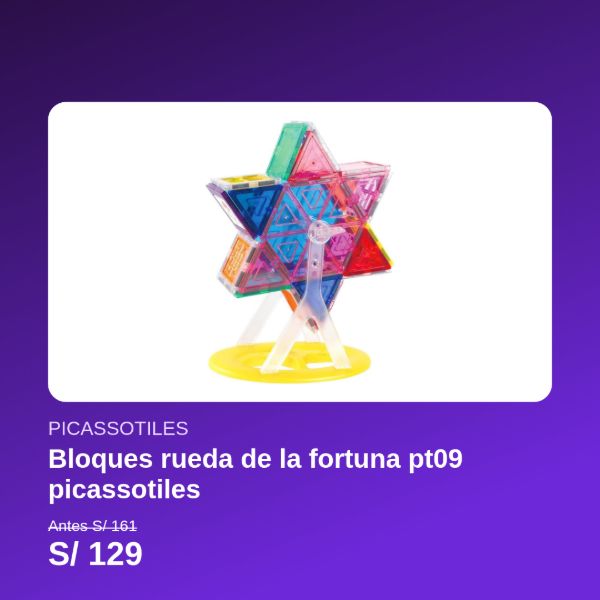 PICASSOTILES
Bloques rueda de la fortuna pt09
picassotiles
Antes S/ 161
S/ 129